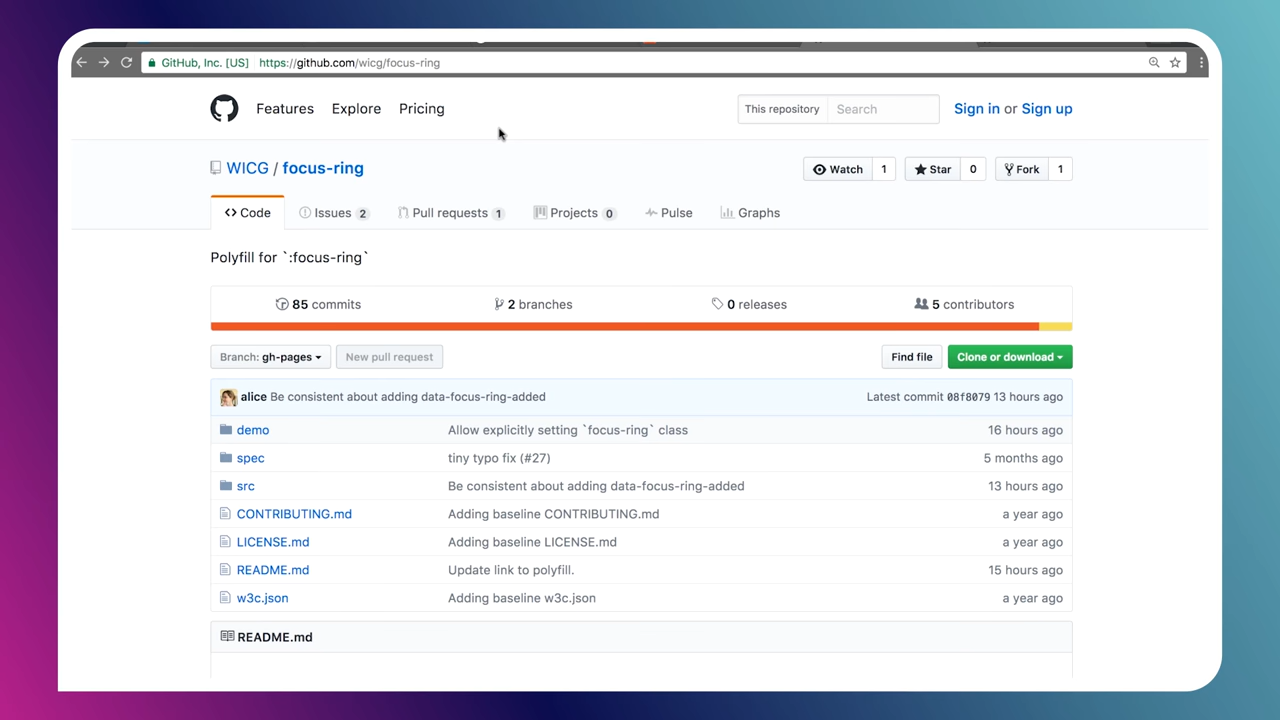 GitHub, Inc. [US] https://github.com/wicg/focus-ring
Features Explore Pricing This repository Search Sign in or Sign up
WICG / focus-ring Watch 1 Star 0 Fork 1
Code Issues 2 Pull requests 1 Projects 0 Pulse Graphs
Polyfill for `:focus-ring`
85 commits 2 branches 0 releases 5 contributors
Branch: gh-pages New pull request Find file Clone or download
alice Be consistent about adding data-focus-ring-added Latest commit 08f8079 13 hours ago
demo Allow explicitly setting `focus-ring` class 16 hours ago
spec tiny typo fix (#27) 5 months ago
src Be consistent about adding data-focus-ring-added 13 hours ago
CONTRIBUTING.md Adding baseline CONTRIBUTING.md a year ago
LICENSE.md Adding baseline LICENSE.md a year ago
README.md Update link to polyfill. 15 hours ago
w3c.json Adding baseline w3c.json a year ago
README.md